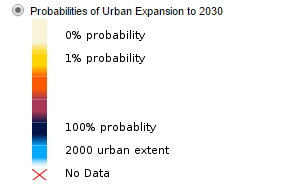 Probabilities of Urban Expansion to 2030
0% probability
1% probability
100% probablity
2000 urban extent
No Data